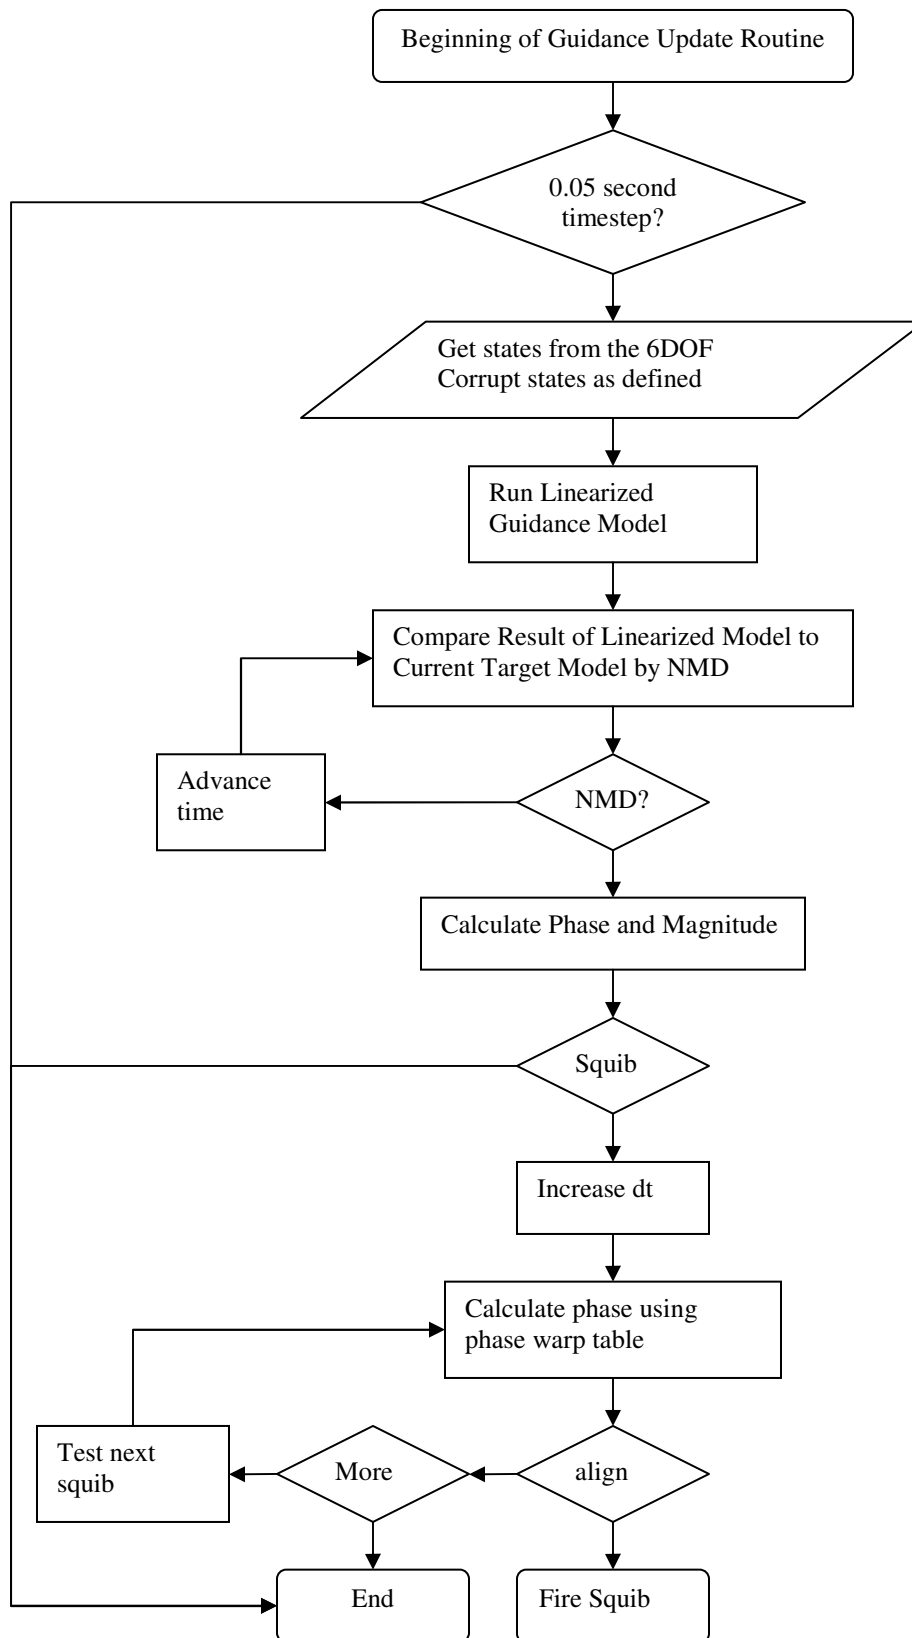 Beginning of Guidance Update Routine
0.05 second
timestep?
Get states from the 6DOF
Corrupt states as defined
Run Linearized
Guidance Model
Compare Result of Linearized Model to
Current Target Model by NMD
Advance
time
NMD?
Calculate Phase and Magnitude
Squib
Increase dt
Calculate phase using
phase warp table
Test next
squib
More
align
End
Fire Squib